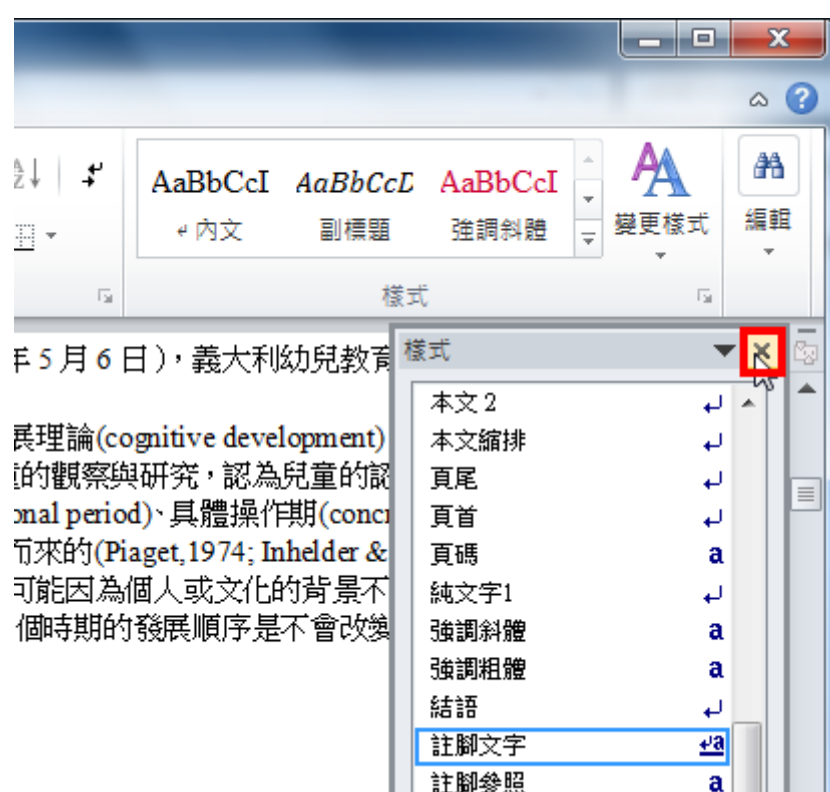 AaBbCcI AaBbCcD AaBbCcI
內文 副標題 強調斜體 變更樣式 編輯
樣式
年 5 月 6 日)，義大利幼兒教育
樣式
本文 2
展理論(cognitive development)
本文縮排
的觀察與研究，認為兒童的認
頁尾
onal period)、具體操作期(concr
頁首
而來的(Piaget,1974; Inhelder &
頁碼 a
可能因為個人或文化的背景不
純文字1
個時期的發展順序是不會改變
強調斜體 a
強調粗體 a
結語
註腳文字 a
註腳參照 a